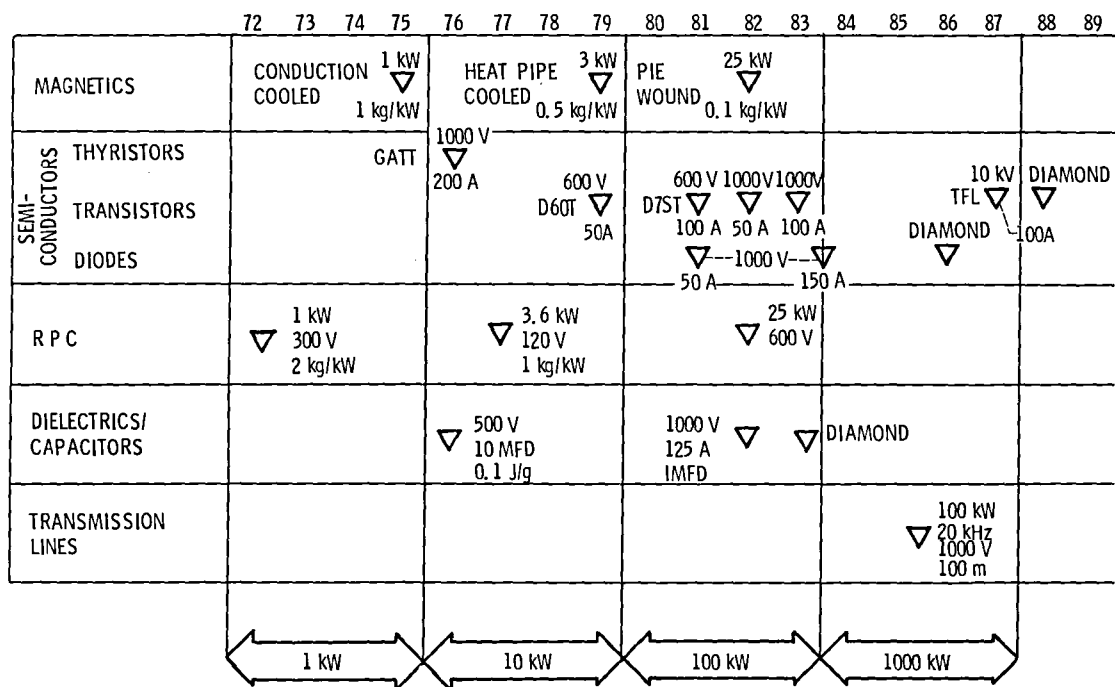 72 73 74 75 76 77 78 79 80 81 82 83 84 85 86 87 88 89
MAGNETICS
CONDUCTION
COOLED
1 kW
1 kg/kW
HEAT PIPE
COOLED
3 kW
0.5 kg/kW
PIE
WOUND
25 kW
0.1 kg/kW
SEMI-
CONDUCTORS
THYRISTORS
GATT
1000 V
200 A
TRANSISTORS
D60T
600 V
50A
D7ST
600 V
100 A
1000 V
50 A
1000V
100 A
TFL
10 kV
100A
DIAMOND
DIODES
50 A
1000 V
150 A
DIAMOND
R P C
1 kW
300 V
2 kg/kW
3.6 kW
120 V
1 kg/kW
25 kW
600 V
DIELECTRICS/
CAPACITORS
500 V
10 MFD
0.1 J/g
1000 V
125 A
IMFD
DIAMOND
TRANSMISSION
LINES
100 kW
20 kHz
1000 V
100 m
1 kW
10 kW
100 kW
1000 kW